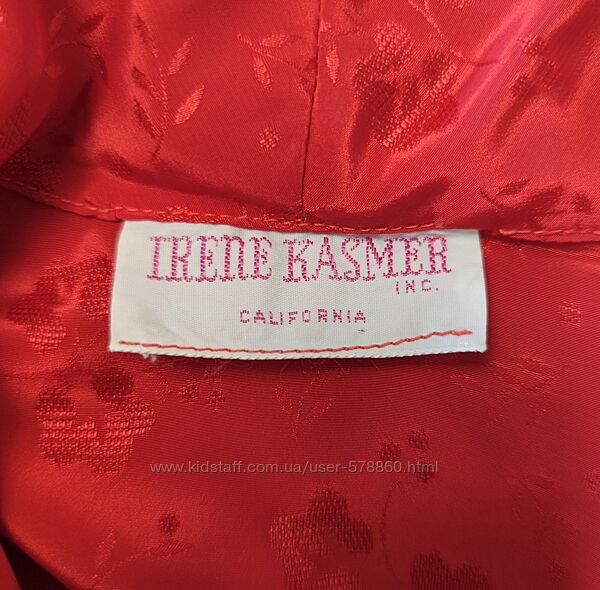 IRENE KASMER
INC.
CALIFORNIA
www.kidstaff.com.ua/user-578860.html